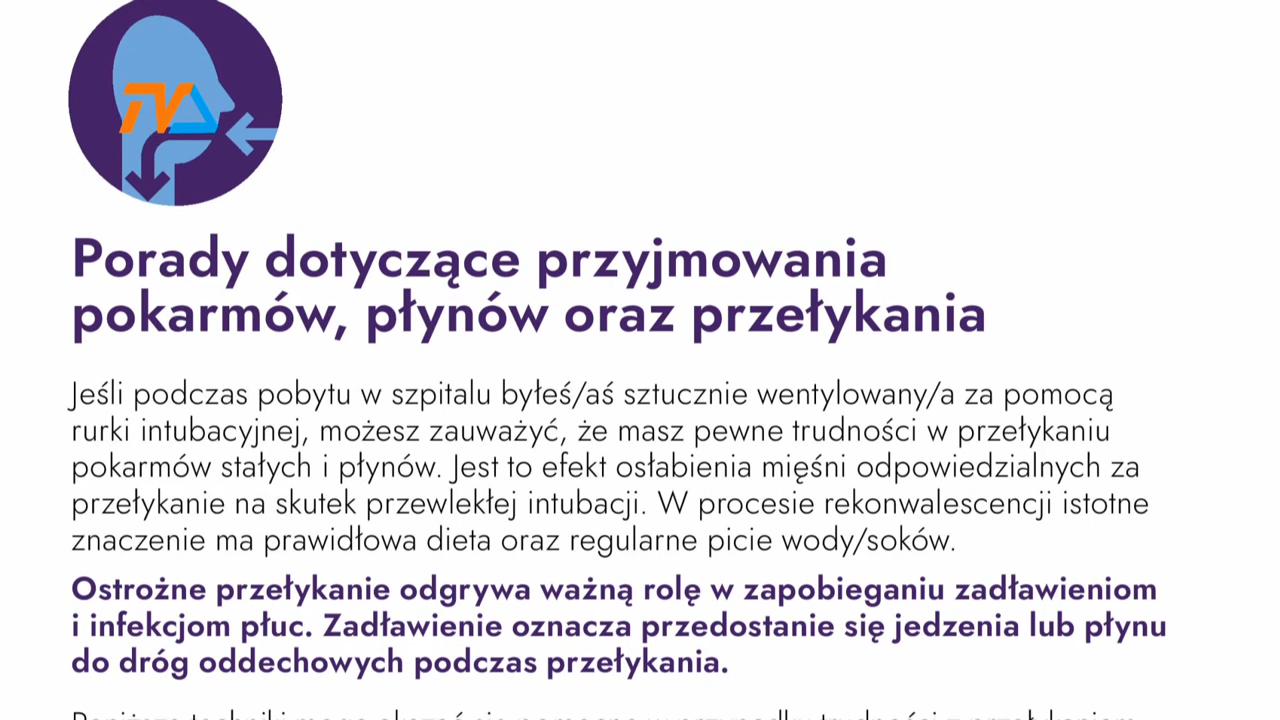 TVA
Porady dotyczące przyjmowania
pokarmów, płynów oraz przełykania
Jeśli podczas pobytu w szpitalu byłeś/aś sztucznie wentylowany/a za pomocą
rurki intubacyjnej, możesz zauważyć, że masz pewne trudności w przełykaniu
pokarmów stałych i płynów. Jest to efekt osłabienia mięśni odpowiedzialnych za
przełykanie na skutek przewlekłej intubacji. W procesie rekonwalescencji istotne
znaczenie ma prawidłowa dieta oraz regularne picie wody/soków.
Ostrożne przełykanie odgrywa ważną rolę w zapobieganiu zadławieniom
i infekcjom płuc. Zadławienie oznacza przedostanie się jedzenia lub płynu
do dróg oddechowych podczas przełykania.